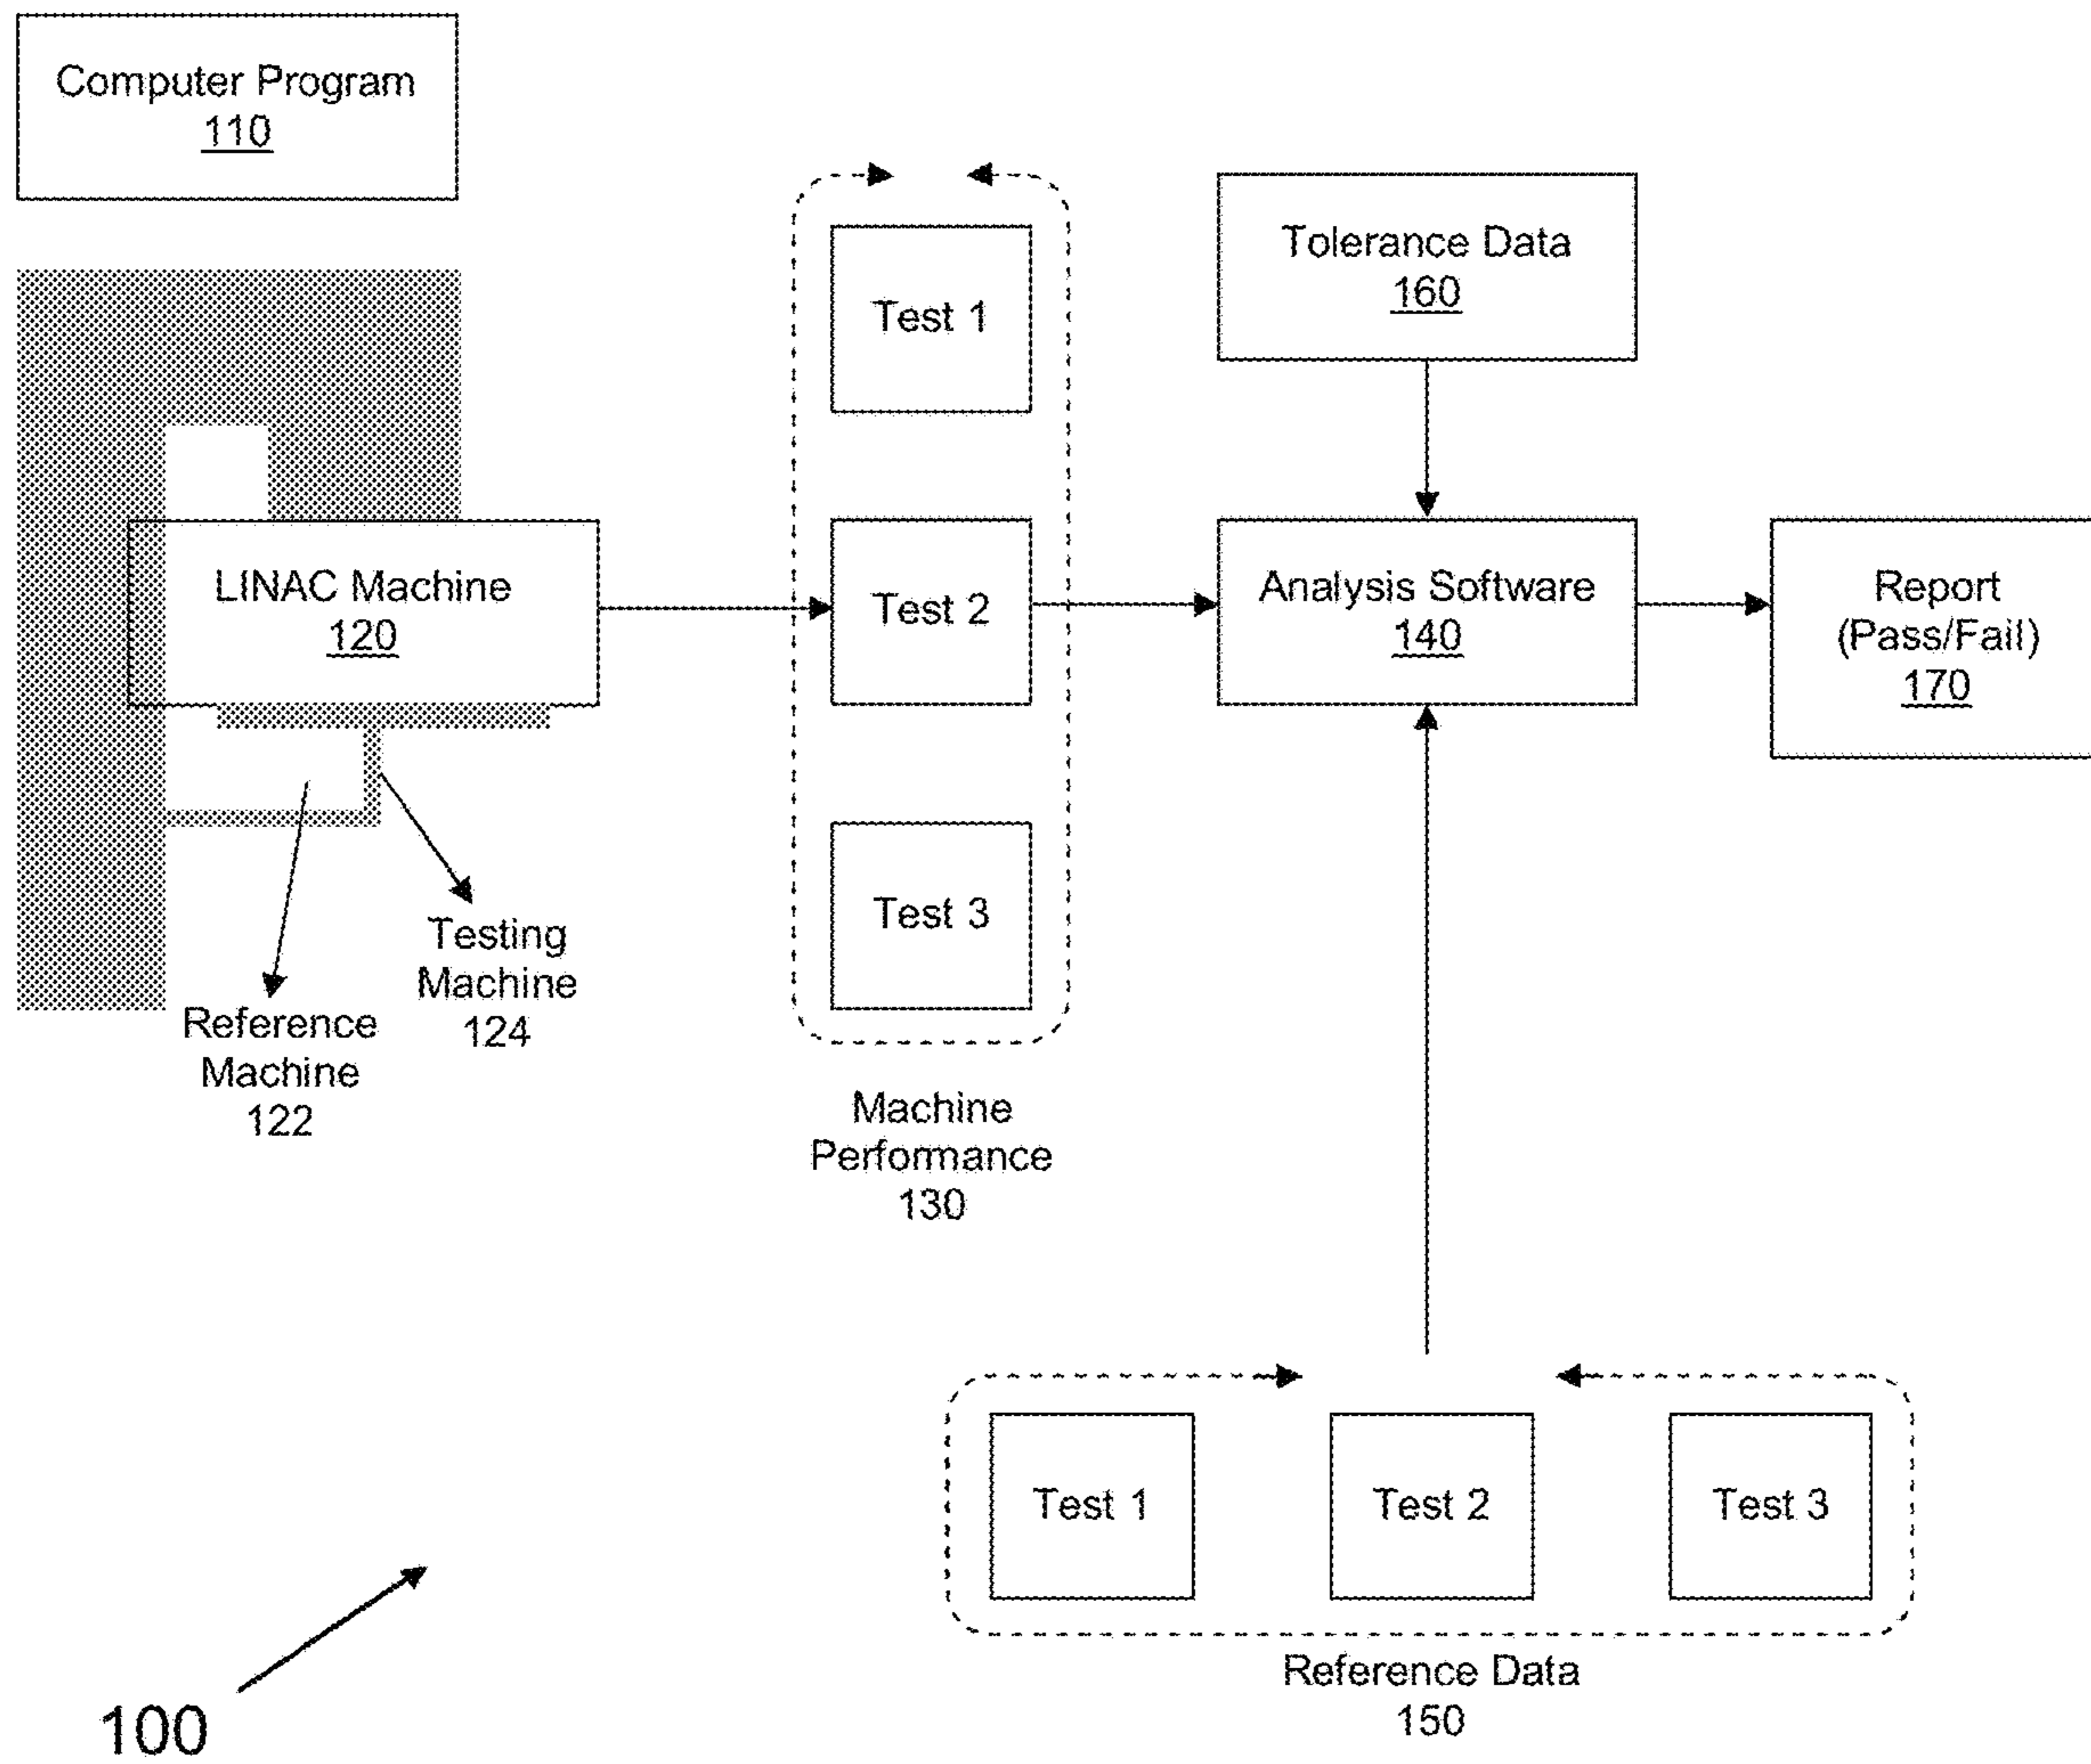 Computer Program
110
Test 1
Tolerance Data
160
LINAC Machine
120
Test 2
Analysis Software
140
Report
(Pass/Fail)
170
Test 3
Testing
Machine
124
Reference
Machine
122
Machine
Performance
130
Test 1
Test 2
Test 3
Reference Data
150
100